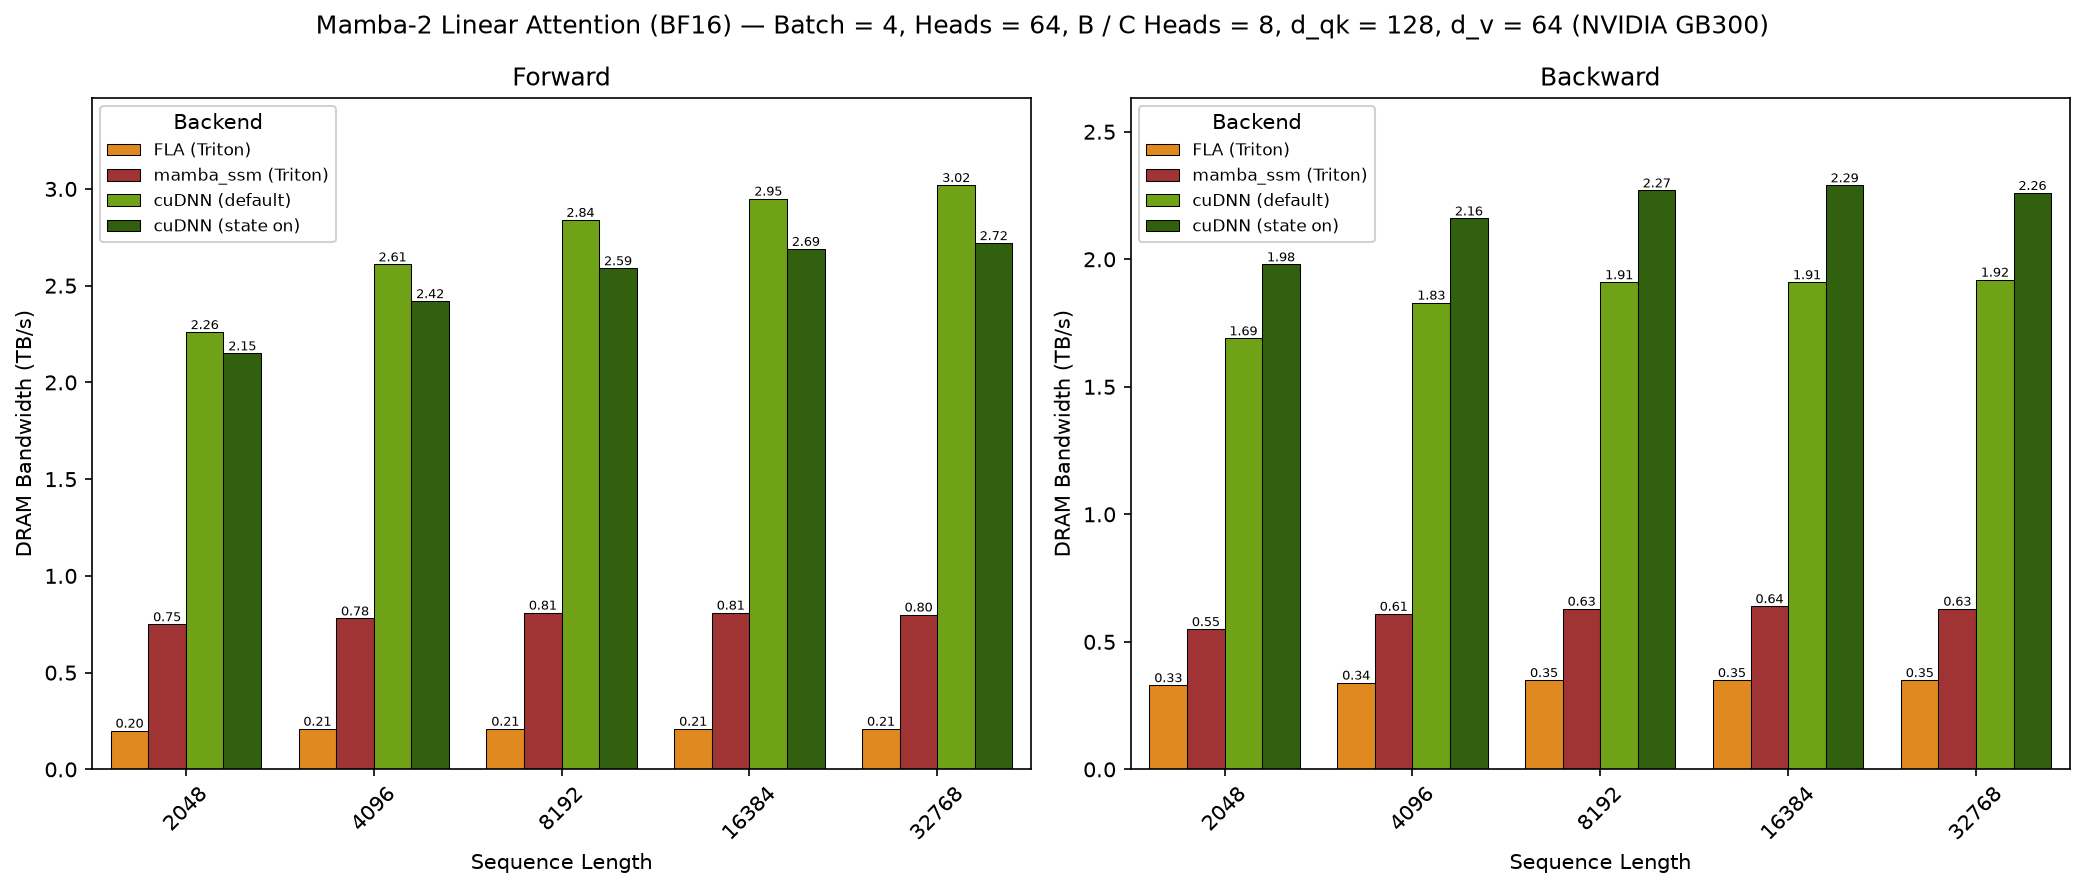 Mamba-2 Linear Attention (BF16) — Batch = 4, Heads = 64, B / C Heads = 8, d_qk = 128, d_v = 64 (NVIDIA GB300)
Forward
Backend
FLA (Triton)
mamba_ssm (Triton)
cuDNN (default)
cuDNN (state on)
DRAM Bandwidth (TB/s)
3.0
2.5
2.0
1.5
1.0
0.5
0.0
0.20 0.75 2.26 2.15
0.21 0.78 2.61 2.42
0.21 0.81 2.84 2.59
0.21 0.81 2.95 2.69
0.21 0.80 3.02 2.72
2048 4096 8192 16384 32768
Sequence Length
Backward
Backend
FLA (Triton)
mamba_ssm (Triton)
cuDNN (default)
cuDNN (state on)
DRAM Bandwidth (TB/s)
2.5
2.0
1.5
1.0
0.5
0.0
0.33 0.55 1.69 1.98
0.34 0.61 1.83 2.16
0.35 0.63 1.91 2.27
0.35 0.64 1.91 2.29
0.35 0.63 1.92 2.26
2048 4096 8192 16384 32768
Sequence Length